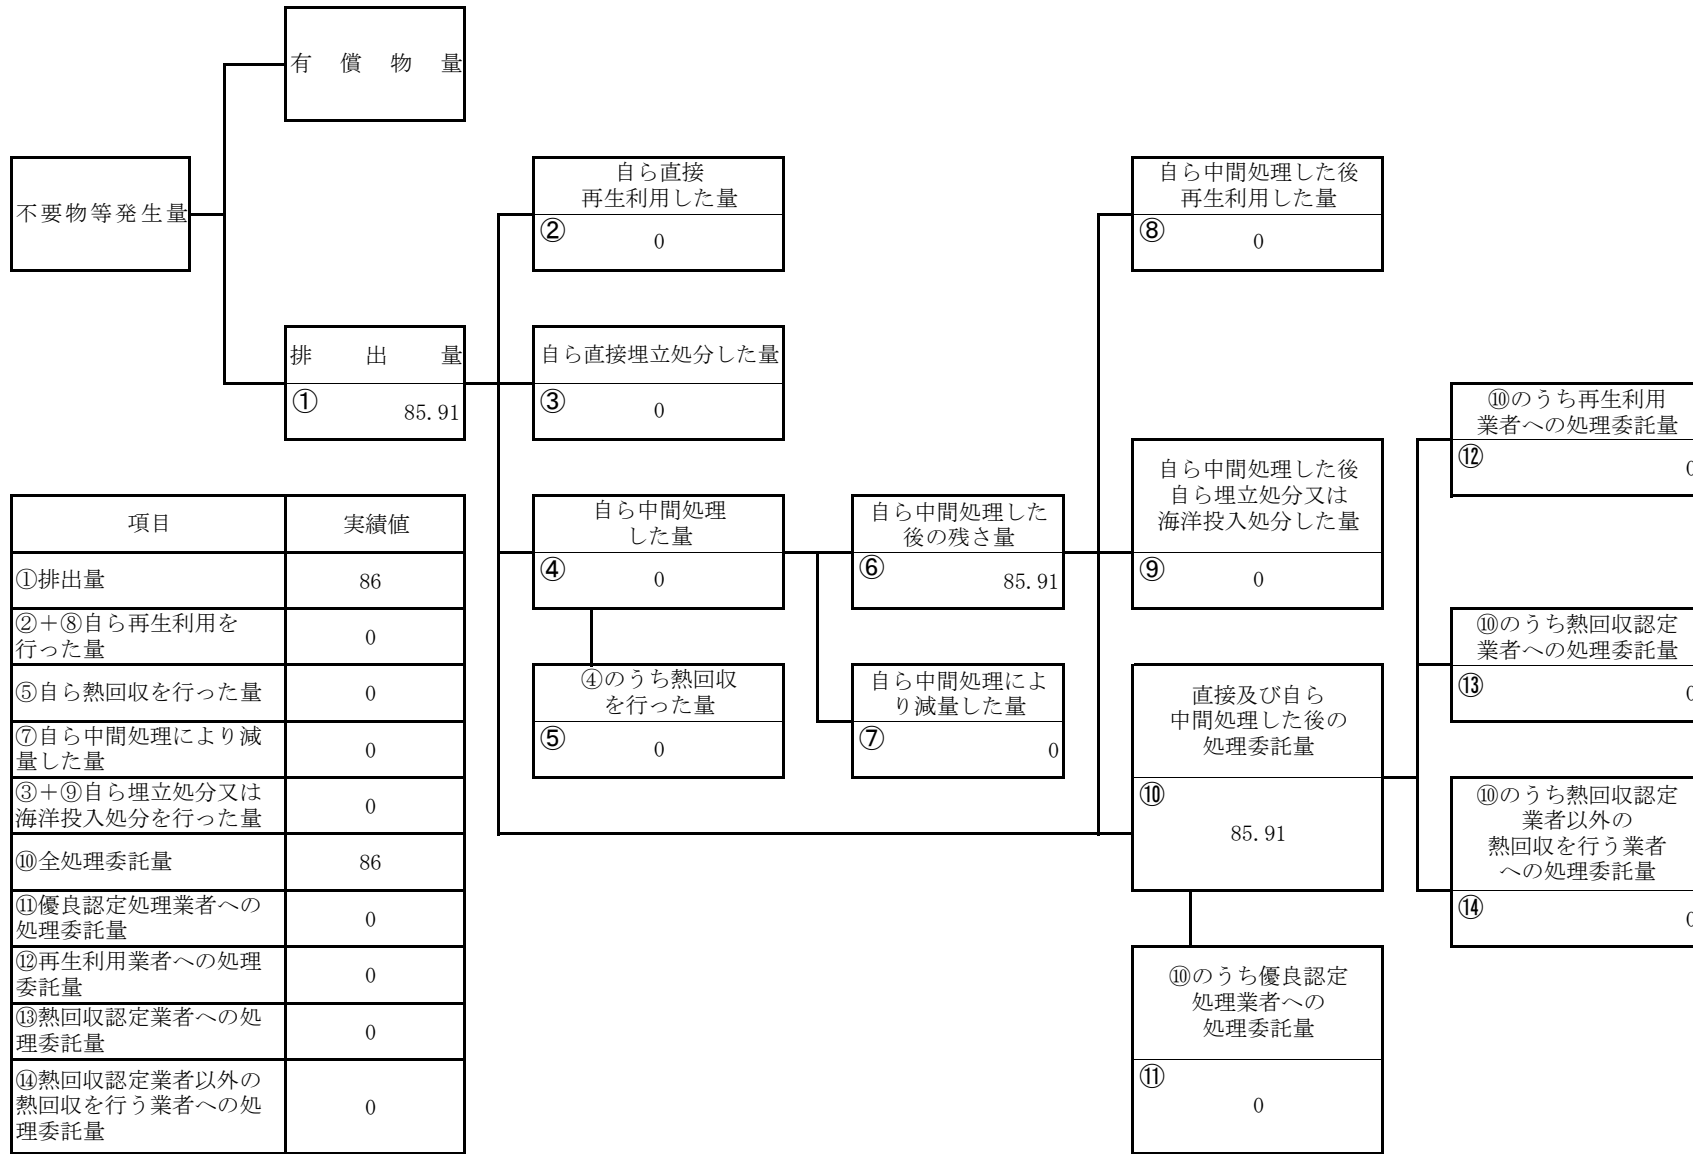 有償物量
不要物等発生量
自ら直接
再生利用した量
②
0
自ら中間処理した後
再生利用した量
⑧
0
排出量
①
85.91
自ら直接埋立処分した量
③
0
⑩のうち再生利用
業者への処理委託量
⑫
0
自ら中間処理
した量
④
0
自ら中間処理した
後の残さ量
⑥
85.91
自ら中間処理した後
自ら埋立処分又は
海洋投入処分した量
⑨
0
⑩のうち熱回収認定
業者への処理委託量
⑬
0
④のうち熱回収
を行った量
⑤
0
自ら中間処理によ
り減量した量
⑦
0
直接及び自ら
中間処理した後の
処理委託量
⑩
85.91
⑩のうち熱回収認定
業者以外の
熱回収を行う業者
への処理委託量
⑭
0
⑩のうち優良認定
処理業者への
処理委託量
⑪
0
項目 実績値
①排出量 86
②+⑧自ら再生利用を
行った量 0
⑤自ら熱回収を行った量 0
⑦自ら中間処理により減
量した量 0
③+⑨自ら埋立処分又は
海洋投入処分を行った量 0
⑩全処理委託量 86
⑪優良認定処理業者への
処理委託量 0
⑫再生利用業者への処理
委託量 0
⑬熱回収認定業者への処
理委託量 0
⑭熱回収認定業者以外の
熱回収を行う業者への処
理委託量 0